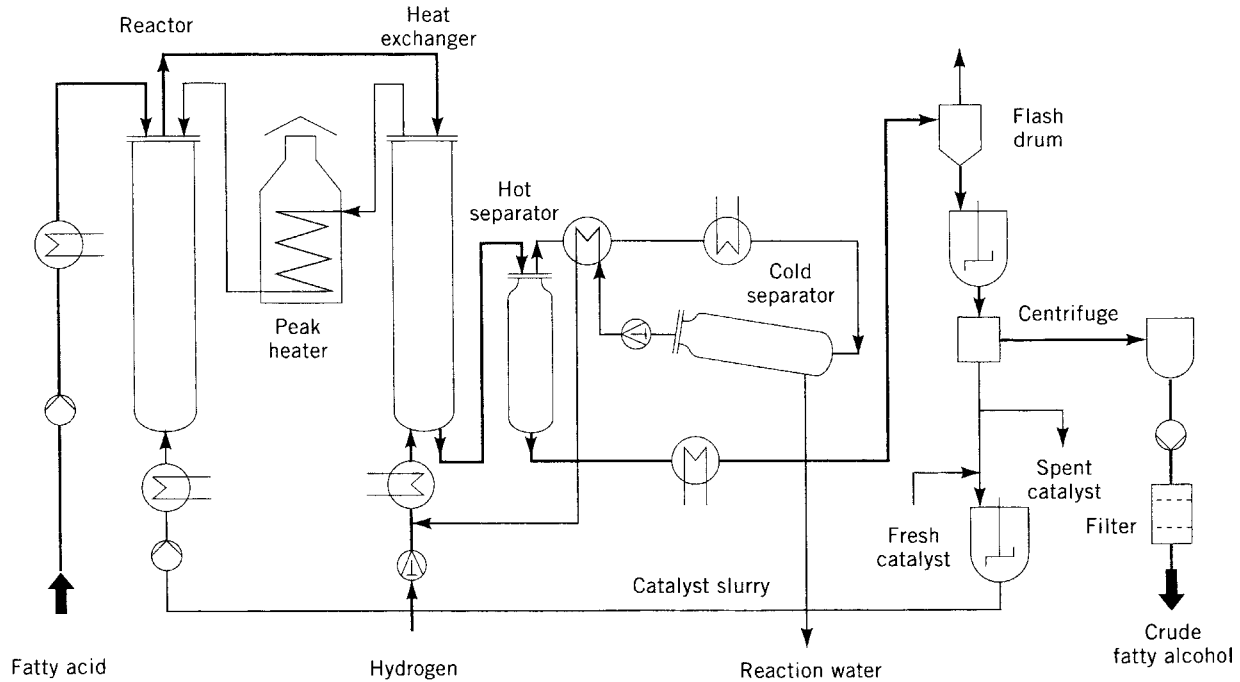 Reactor
Heat
exchanger
Flash
drum
Hot
separator
Cold
separator
Peak
heater
Centrifuge
Spent
catalyst
Fresh
catalyst
Filter
Catalyst slurry
Fatty acid
Hydrogen
Reaction water
Crude
fatty alcohol